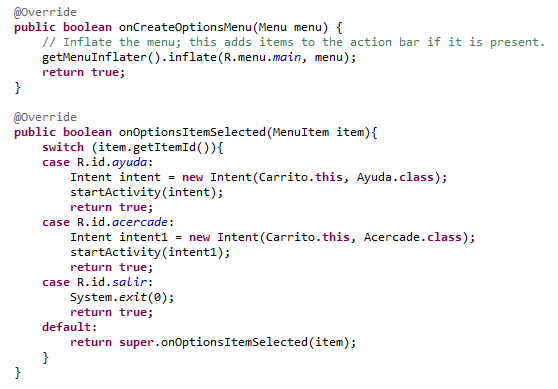 @Override
public boolean onCreateOptionsMenu(Menu menu) {
    // Inflate the menu; this adds items to the action bar if it is present.
    getMenuInflater().inflate(R.menu.main, menu);
    return true;
}

@Override
public boolean onOptionsItemSelected(MenuItem item){
    switch (item.getItemId()){
    case R.id.ayuda:
        Intent intent = new Intent(Carrito.this, Ayuda.class);
        startActivity(intent);
        return true;
    case R.id.acercade:
        Intent intent1 = new Intent(Carrito.this, Acercade.class);
        startActivity(intent1);
        return true;
    case R.id.salir:
        System.exit(0);
        return true;
    default:
        return super.onOptionsItemSelected(item);
    }
}